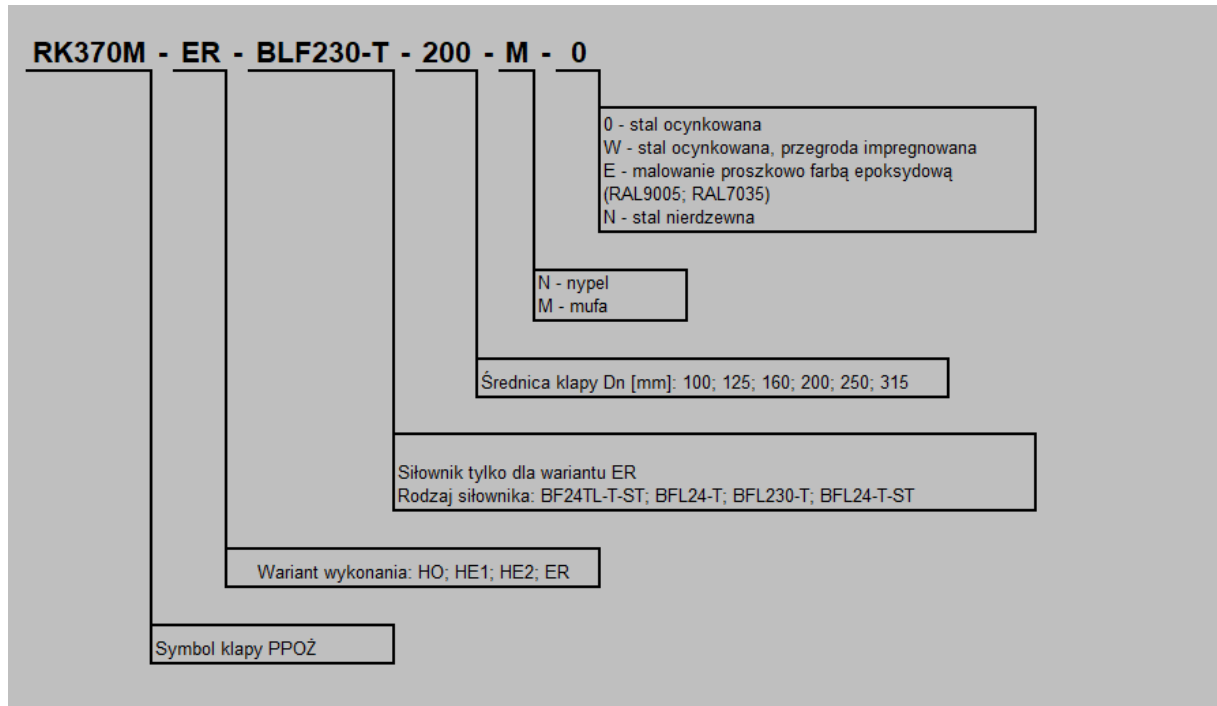 RK370M - ER - BLF230-T - 200 - M - 0
0 - stal ocynkowana
W - stal ocynkowana, przegroda impregnowana
E - malowanie proszkowo farbą epoksydową
(RAL9005; RAL7035)
N - stal nierdzewna
N - nypel
M - mufa
Średnica klapy Dn [mm]: 100; 125; 160; 200; 250; 315
Siłownik tylko dla wariantu ER
Rodzaj siłownika: BF24TL-T-ST; BFL24-T; BFL230-T; BFL24-T-ST
Wariant wykonania: HO; HE1; HE2; ER
Symbol klapy PPOŻ